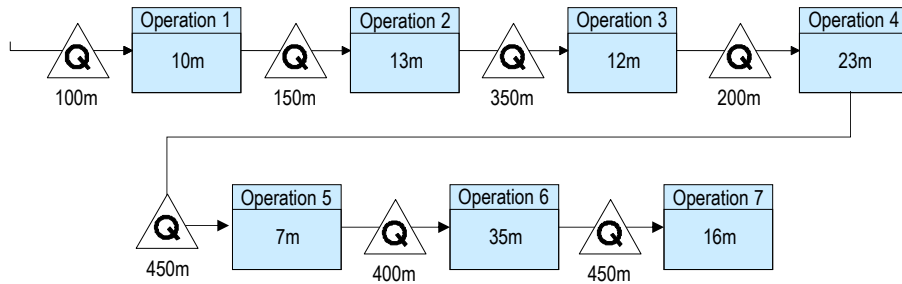 Operation 1
Q
10m
100m
Operation 2
Q
13m
150m
Operation 3
Q
12m
350m
Operation 4
Q
23m
200m
Operation 5
Q
7m
450m
Operation 6
Q
35m
400m
Operation 7
Q
16m
450m